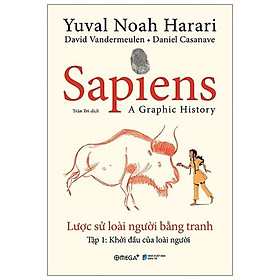 Yuval Noah Harari
David Vandermeulen • Daniel Casanave
Trần Trí dịch
Sapiens
A Graphic History
Lược sử loài người bằng tranh
Tập 1: Khởi đầu của loài người
OMEGA+